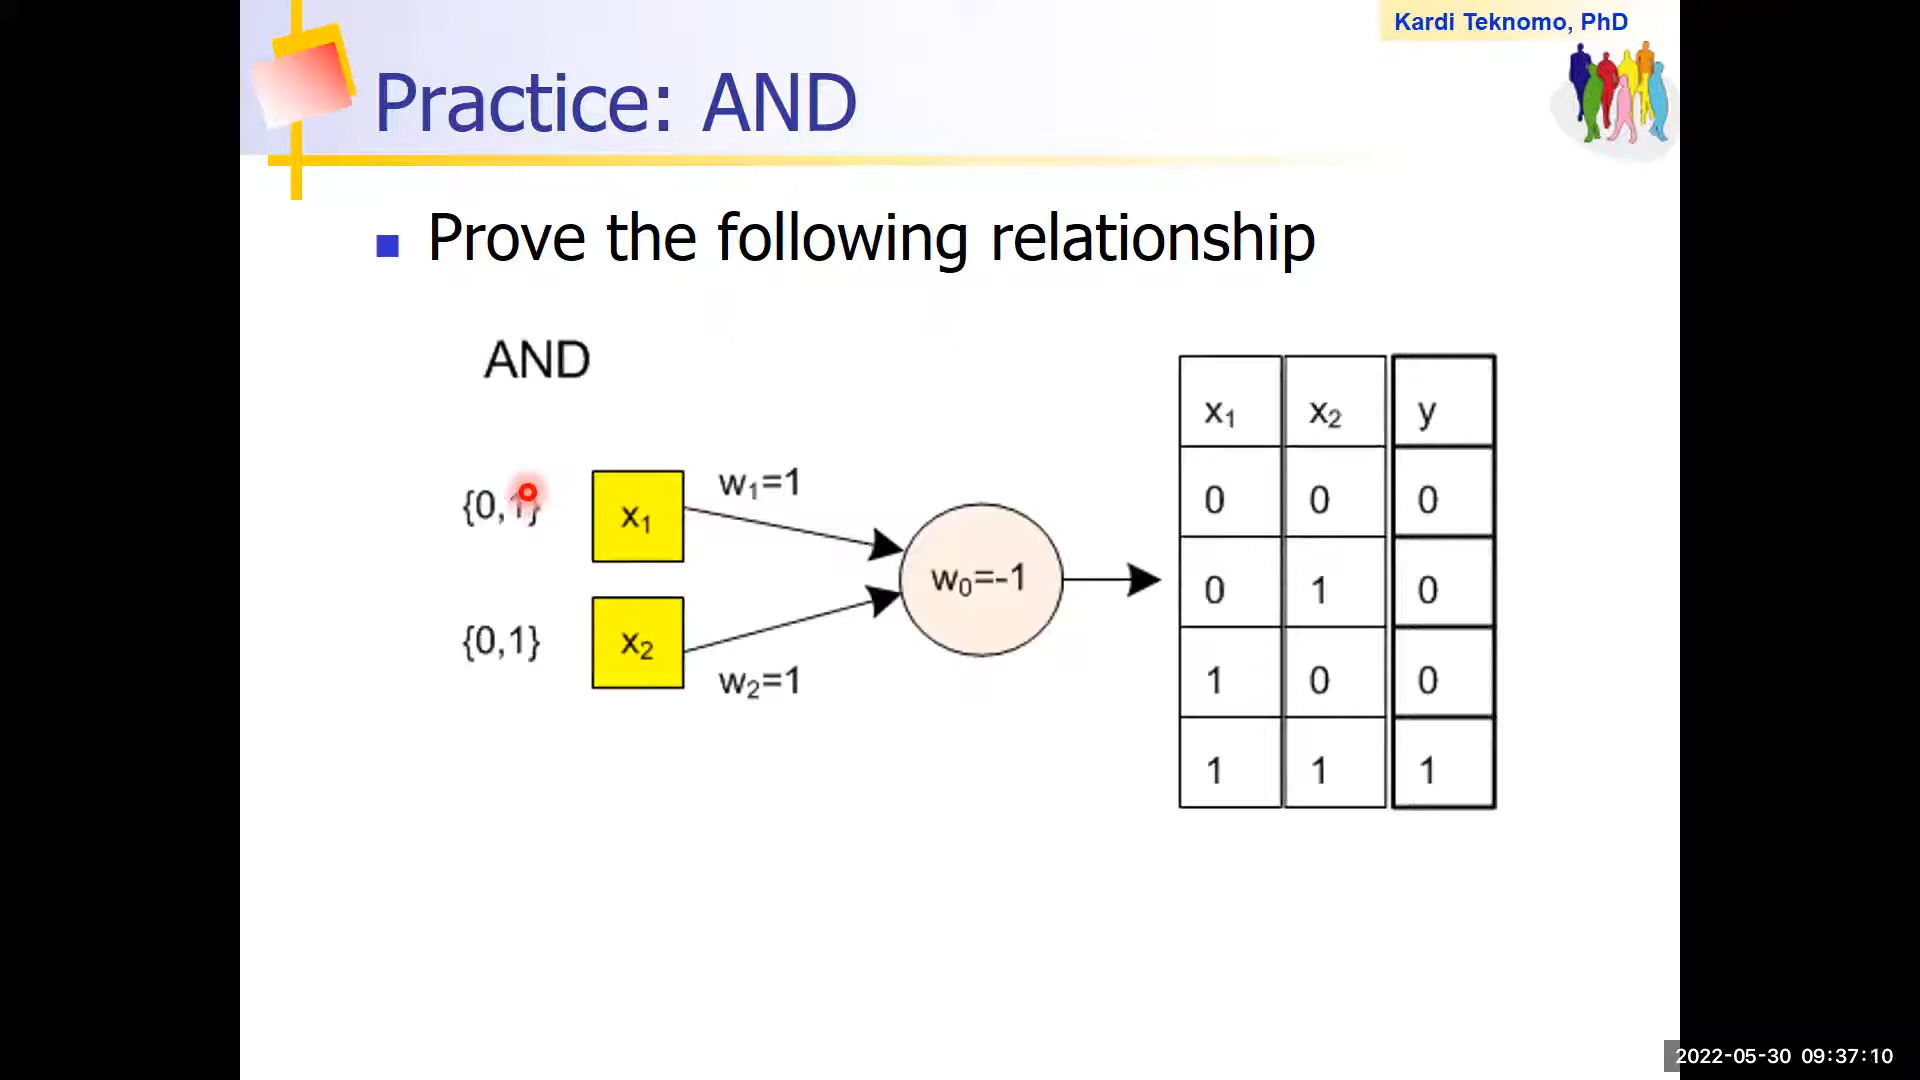 Kardi Teknomo, PhD
Practice: AND
Prove the following relationship
AND
{0,1}
x₁
w₁=1
{0,1}
x₂
w₂=1
w₀=-1
x₁ x₂ y
0 0 0
0 1 0
1 0 0
1 1 1
2022-05-30 09:37:10